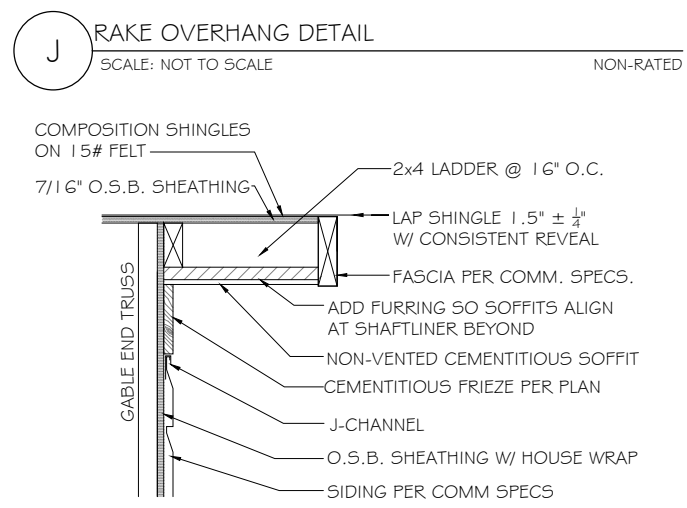 J
RAKE OVERHANG DETAIL
SCALE: NOT TO SCALE
NON-RATED
COMPOSITION SHINGLES
ON 15# FELT
7/16" O.S.B. SHEATHING
2x4 LADDER @ 16" O.C.
LAP SHINGLE 1.5" ± 1/4"
W/ CONSISTENT REVEAL
FASCIA PER COMM. SPECS.
ADD FURRING SO SOFFITS ALIGN
AT SHAFTLINER BEYOND
NON-VENTED CEMENTITIOUS SOFFIT
CEMENTITIOUS FRIEZE PER PLAN
J-CHANNEL
O.S.B. SHEATHING W/ HOUSE WRAP
SIDING PER COMM SPECS
GABLE END TRUSS